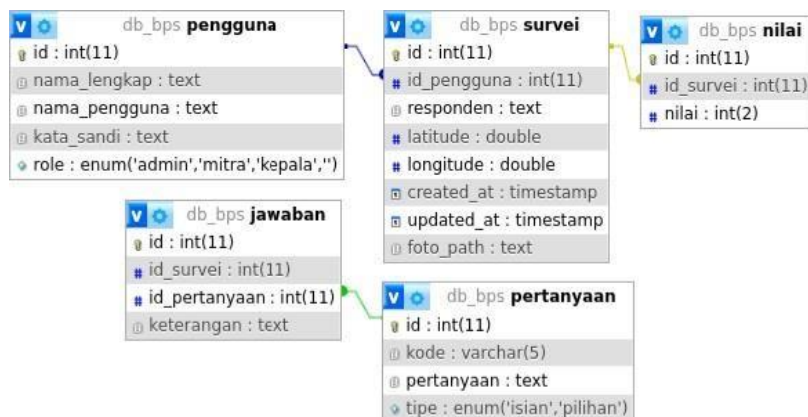 db_bps pengguna
id : int(11)
nama_lengkap : text
nama_pengguna : text
kata_sandi : text
role : enum('admin','mitra','kepala','')
db_bps survei
id : int(11)
id_pengguna : int(11)
responden : text
latitude : double
longitude : double
created_at : timestamp
updated_at : timestamp
foto_path : text
db_bps nilai
id : int(11)
id_survei : int(11)
nilai : int(2)
db_bps jawaban
id : int(11)
id_survei : int(11)
id_pertanyaan : int(11)
keterangan : text
db_bps pertanyaan
id : int(11)
kode : varchar(5)
pertanyaan : text
tipe : enum('isian','pilihan')